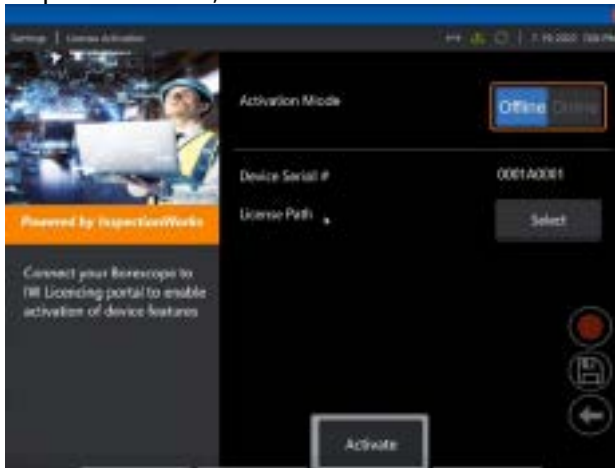 Settings | License Activation
Activation Mode
Offline Online
Device Serial # 0001A0001
License Path Select
Powered by InspectionWorks
Connect your Borescope to
IW Licencing portal to enable
activation of device features
Activate